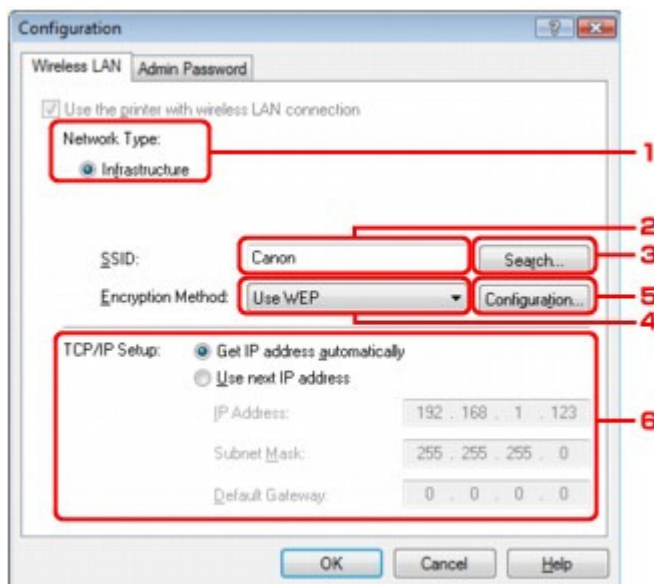 Configuration
Wireless LAN Admin Password
Use the printer with wireless LAN connection
Network Type:
1
Infrastructure
2
SSID: Canon Search... 3
Encryption Method: Use WEP Configuration... 5
4
TCP/IP Setup: Get IP address automatically
Use next IP address
IP Address: 192 . 168 . 1 . 123
6
Subnet Mask: 255 . 255 . 255 . 0
Default Gateway: 0 . 0 . 0 . 0
OK Cancel Help